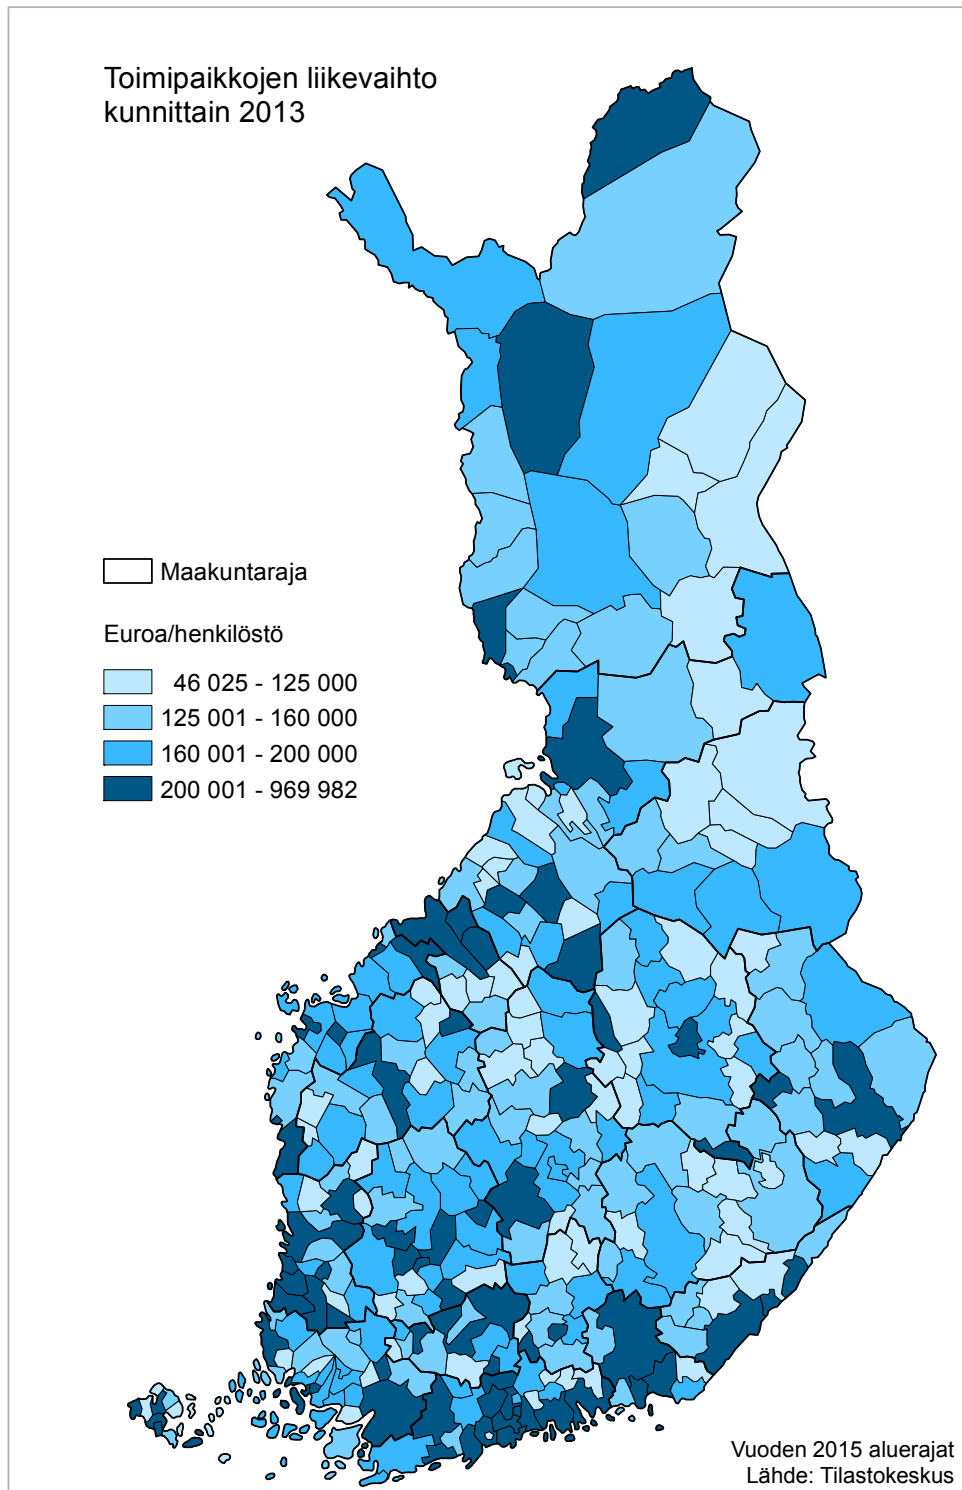 Toimipaikkojen liikevaihto
kunnittain 2013
Maakuntaraja
Euroa/henkilöstö
46 025 - 125 000
125 001 - 160 000
160 001 - 200 000
200 001 - 969 982
Vuoden 2015 aluerajat
Lähde: Tilastokeskus